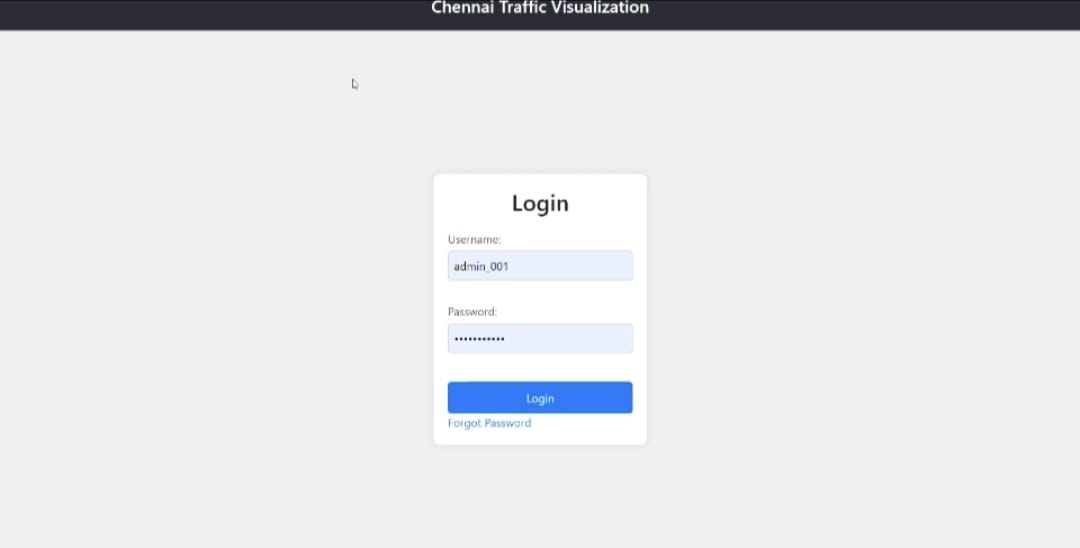 Chennai Traffic Visualization
Login
Username:
admin_001
Password:
•••••••••••
Login
Forgot Password